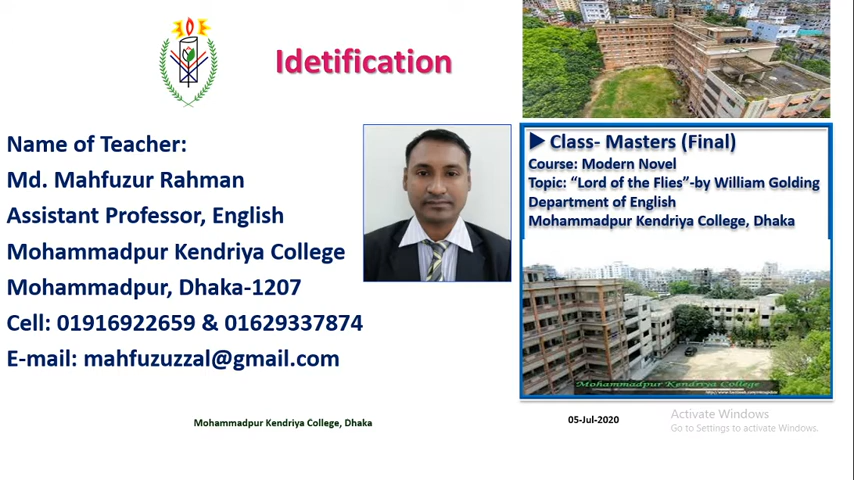 Idetification
Name of Teacher:
Md. Mahfuzur Rahman
Assistant Professor, English
Mohammadpur Kendriya College
Mohammadpur, Dhaka-1207
Cell: 01916922659 & 01629337874
E-mail: mahfuzuzzal@gmail.com
Class- Masters (Final)
Course: Modern Novel
Topic: “Lord of the Flies”-by William Golding
Department of English
Mohammadpur Kendriya College, Dhaka
Mohammadpur Kendriya College
Mohammadpur Kendriya College, Dhaka
05-Jul-2020
Activate Windows
Go to Settings to activate Windows.